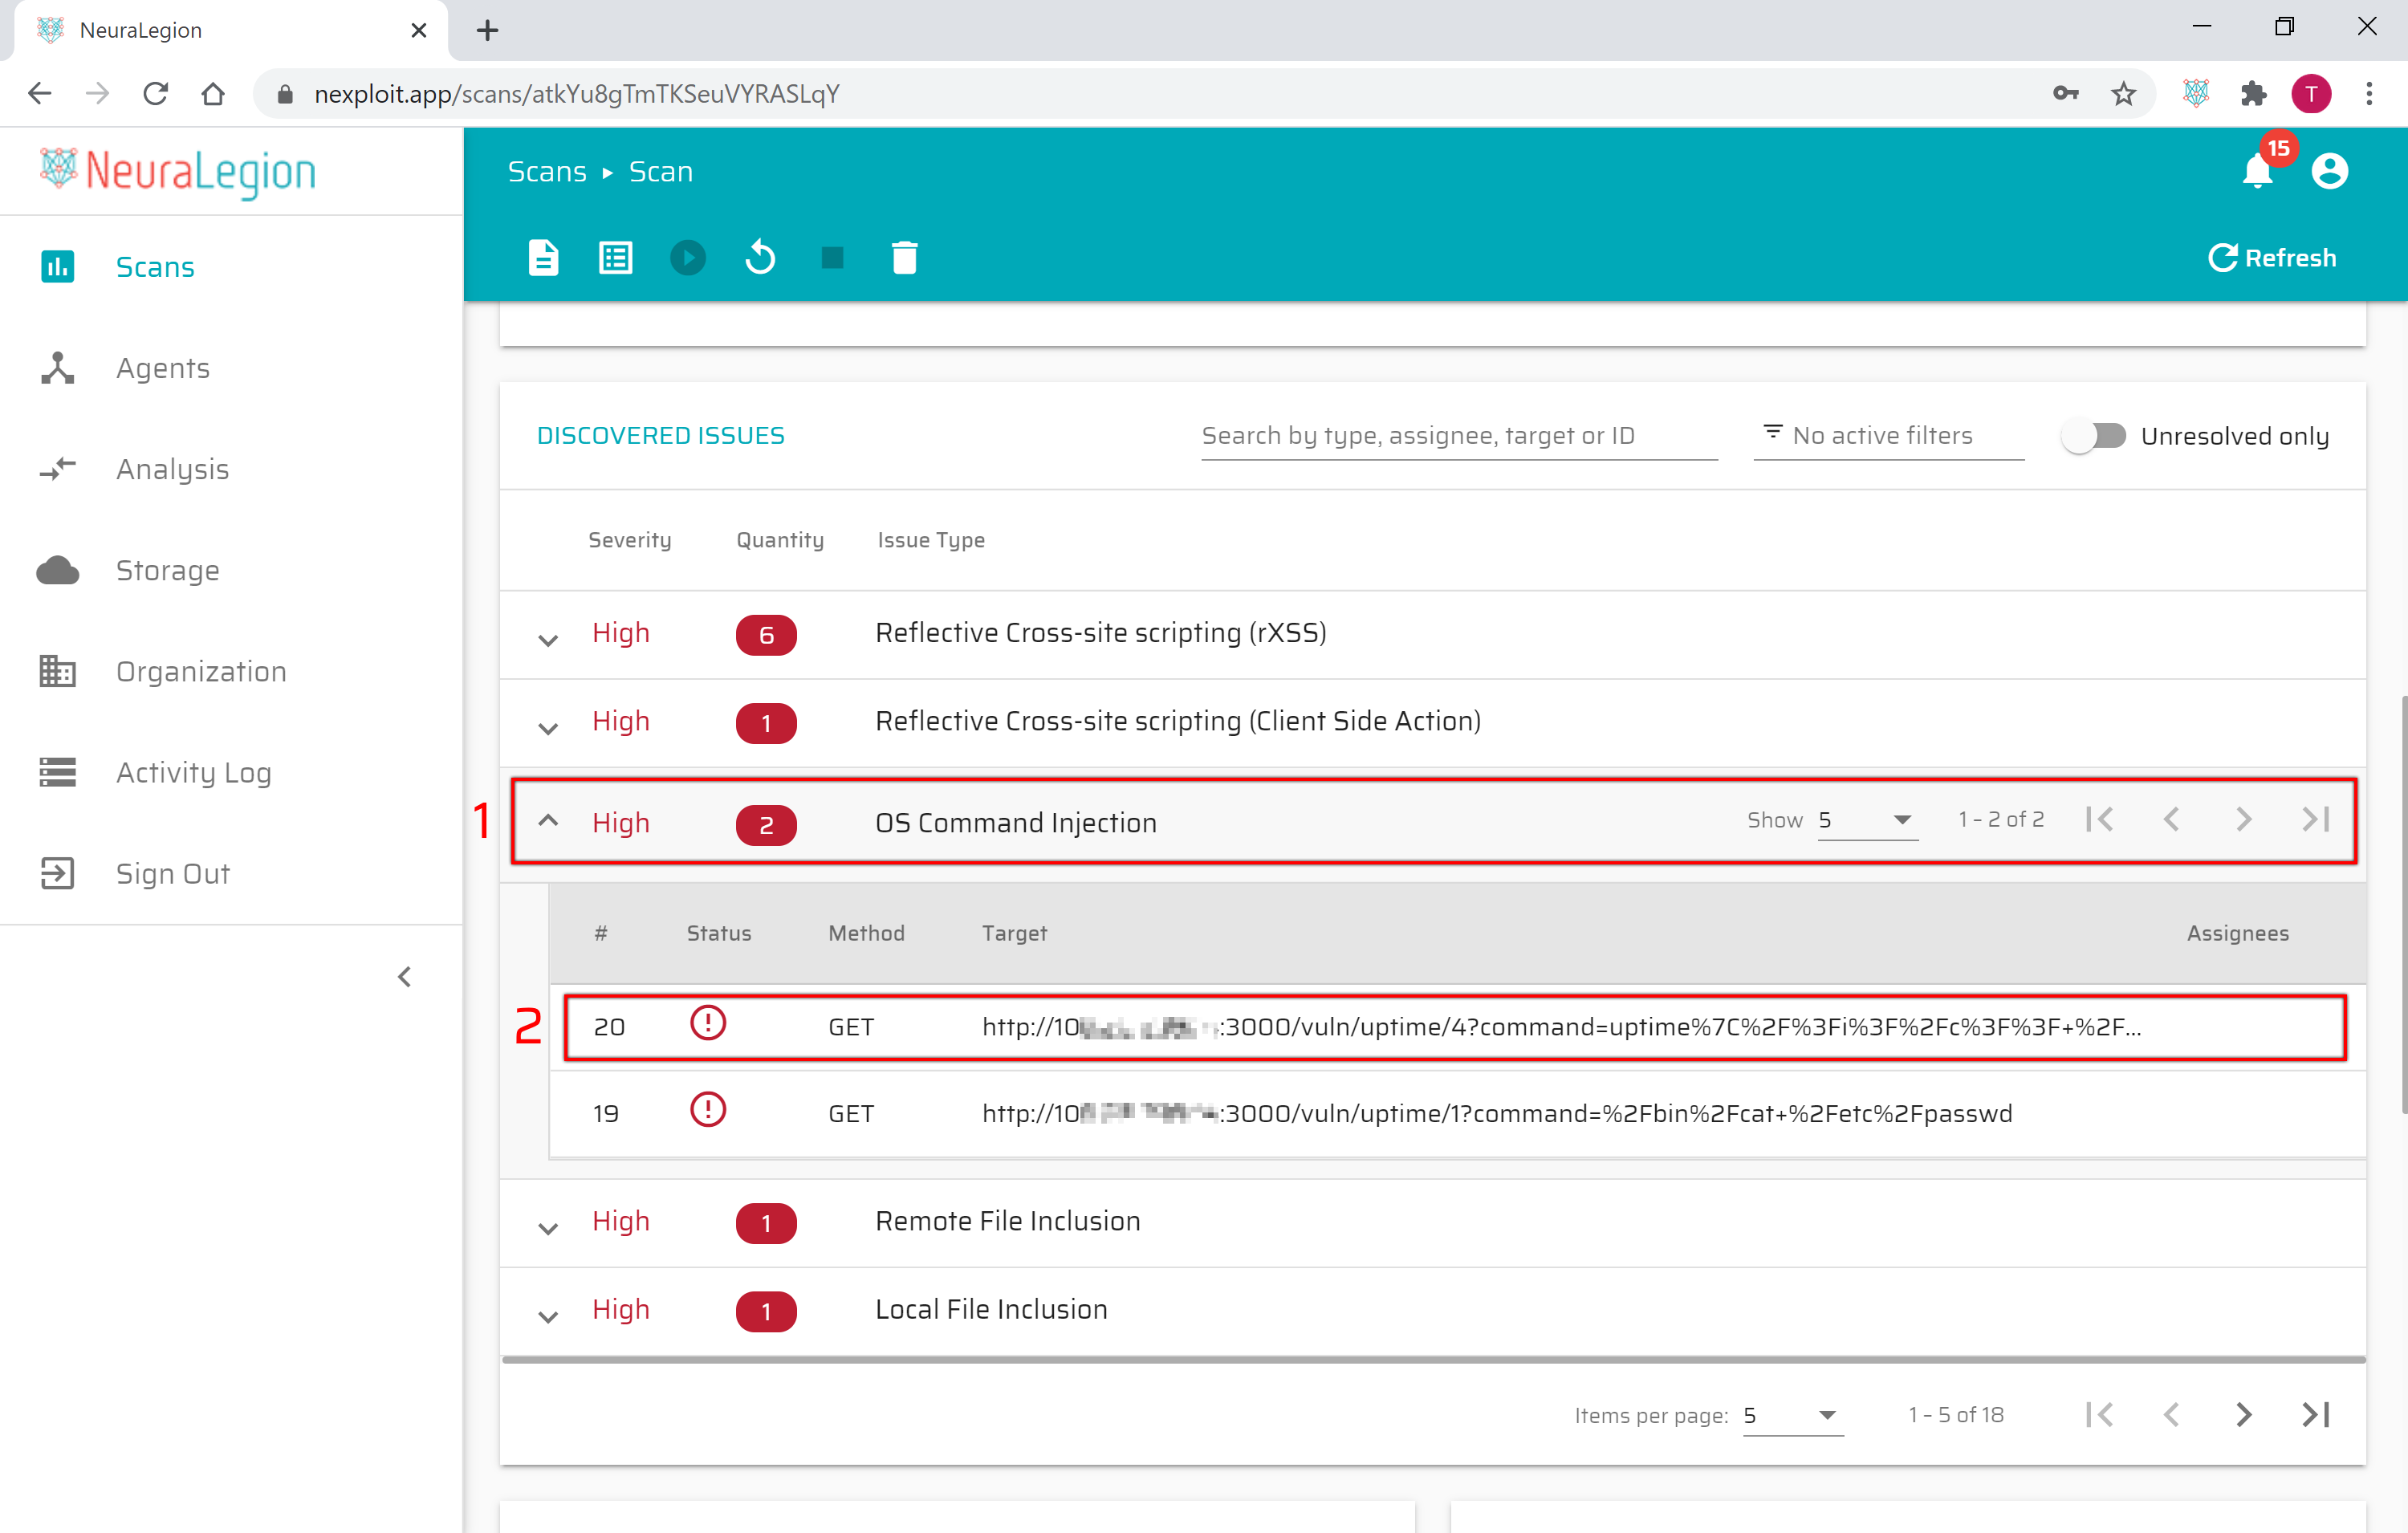 NeuraLegion
nexploit.app/scans/atkYu8gTmTKSeuVYRASLqY
T
NeuraLegion
Scans ▸ Scan
15
Refresh
Scans
Agents
Analysis
Storage
Organization
Activity Log
Sign Out
DISCOVERED ISSUES
Search by type, assignee, target or ID
No active filters
Unresolved only
Severity Quantity Issue Type
High 6 Reflective Cross-site scripting (rXSS)
High 1 Reflective Cross-site scripting (Client Side Action)
1 High 2 OS Command Injection Show 5 1 - 2 of 2
# Status Method Target Assignees
2 20 GET http://10 :3000/vuln/uptime/4?command=uptime%7C%2F%3Fi%3F%2Fc%3F%3F+%2F...
19 GET http://10 :3000/vuln/uptime/1?command=%2Fbin%2Fcat+%2Fetc%2Fpasswd
High 1 Remote File Inclusion
High 1 Local File Inclusion
Items per page: 5 1 - 5 of 18